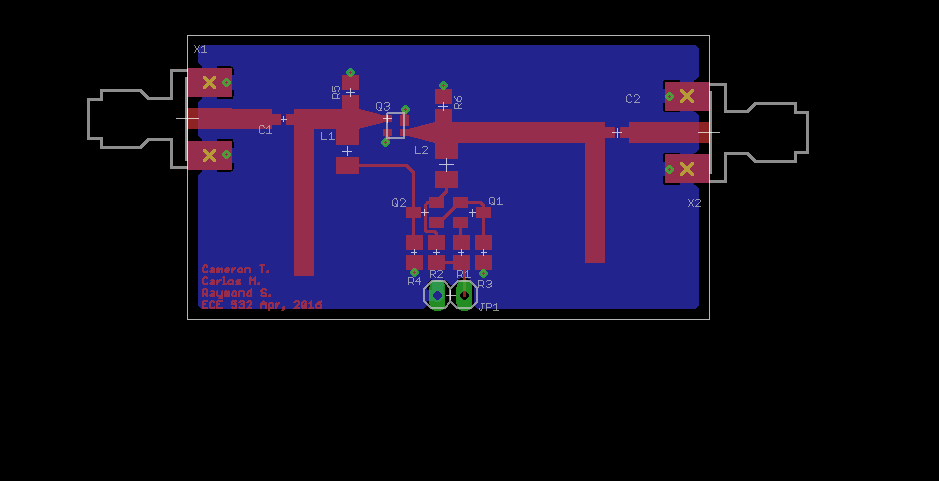 X1
C1
R5
L1
Q3
R6
L2
C2
X2
Q2
Q1
R4
R2
R1
R3
JP1
Cameron T.
Carlos M.
Raymond S.
ECE 532 Apr, 2016